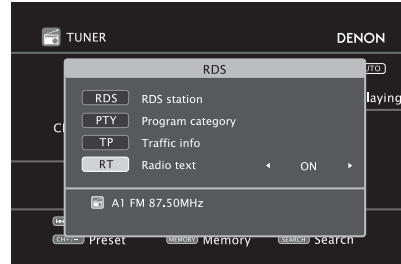 TUNER
DENON
RDS
RDS RDS station
PTY Program category
TP Traffic info
RT Radio text ◂ ON ▸
A1 FM 87.50MHz
CH+/− Preset MEMORY Memory SEARCH Search